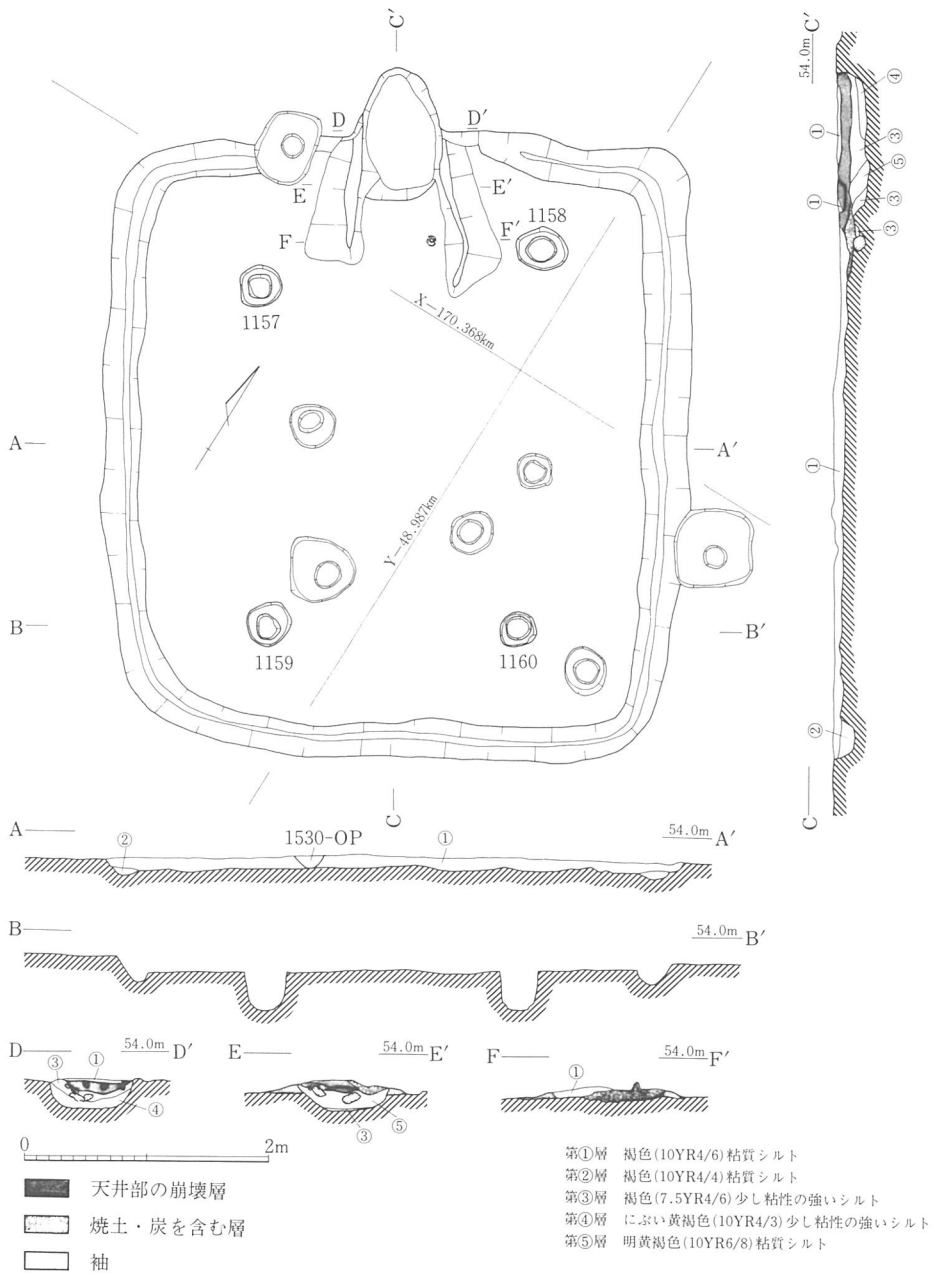 C′
54.0m C′
D
D′
④
①
③
⑤
E
E′
①
③
F
F′
1158
③
1157
X−170.368km
A
A′
①
Y−48.987km
B
B′
1159
1160
②
C
C
A
②
1530-OP
①
54.0m A′
B
54.0m B′
D
54.0m D′
E
54.0m E′
F
54.0m F′
③
①
④
③
⑤
①
0
2m
天井部の崩壊層
焼土・炭を含む層
袖
第①層 褐色(10YR4/6)粘質シルト
第②層 褐色(10YR4/4)粘質シルト
第③層 褐色(7.5YR4/6)少し粘性の強いシルト
第④層 にぶい黄褐色(10YR4/3)少し粘性の強いシルト
第⑤層 明黄褐色(10YR6/8)粘質シルト